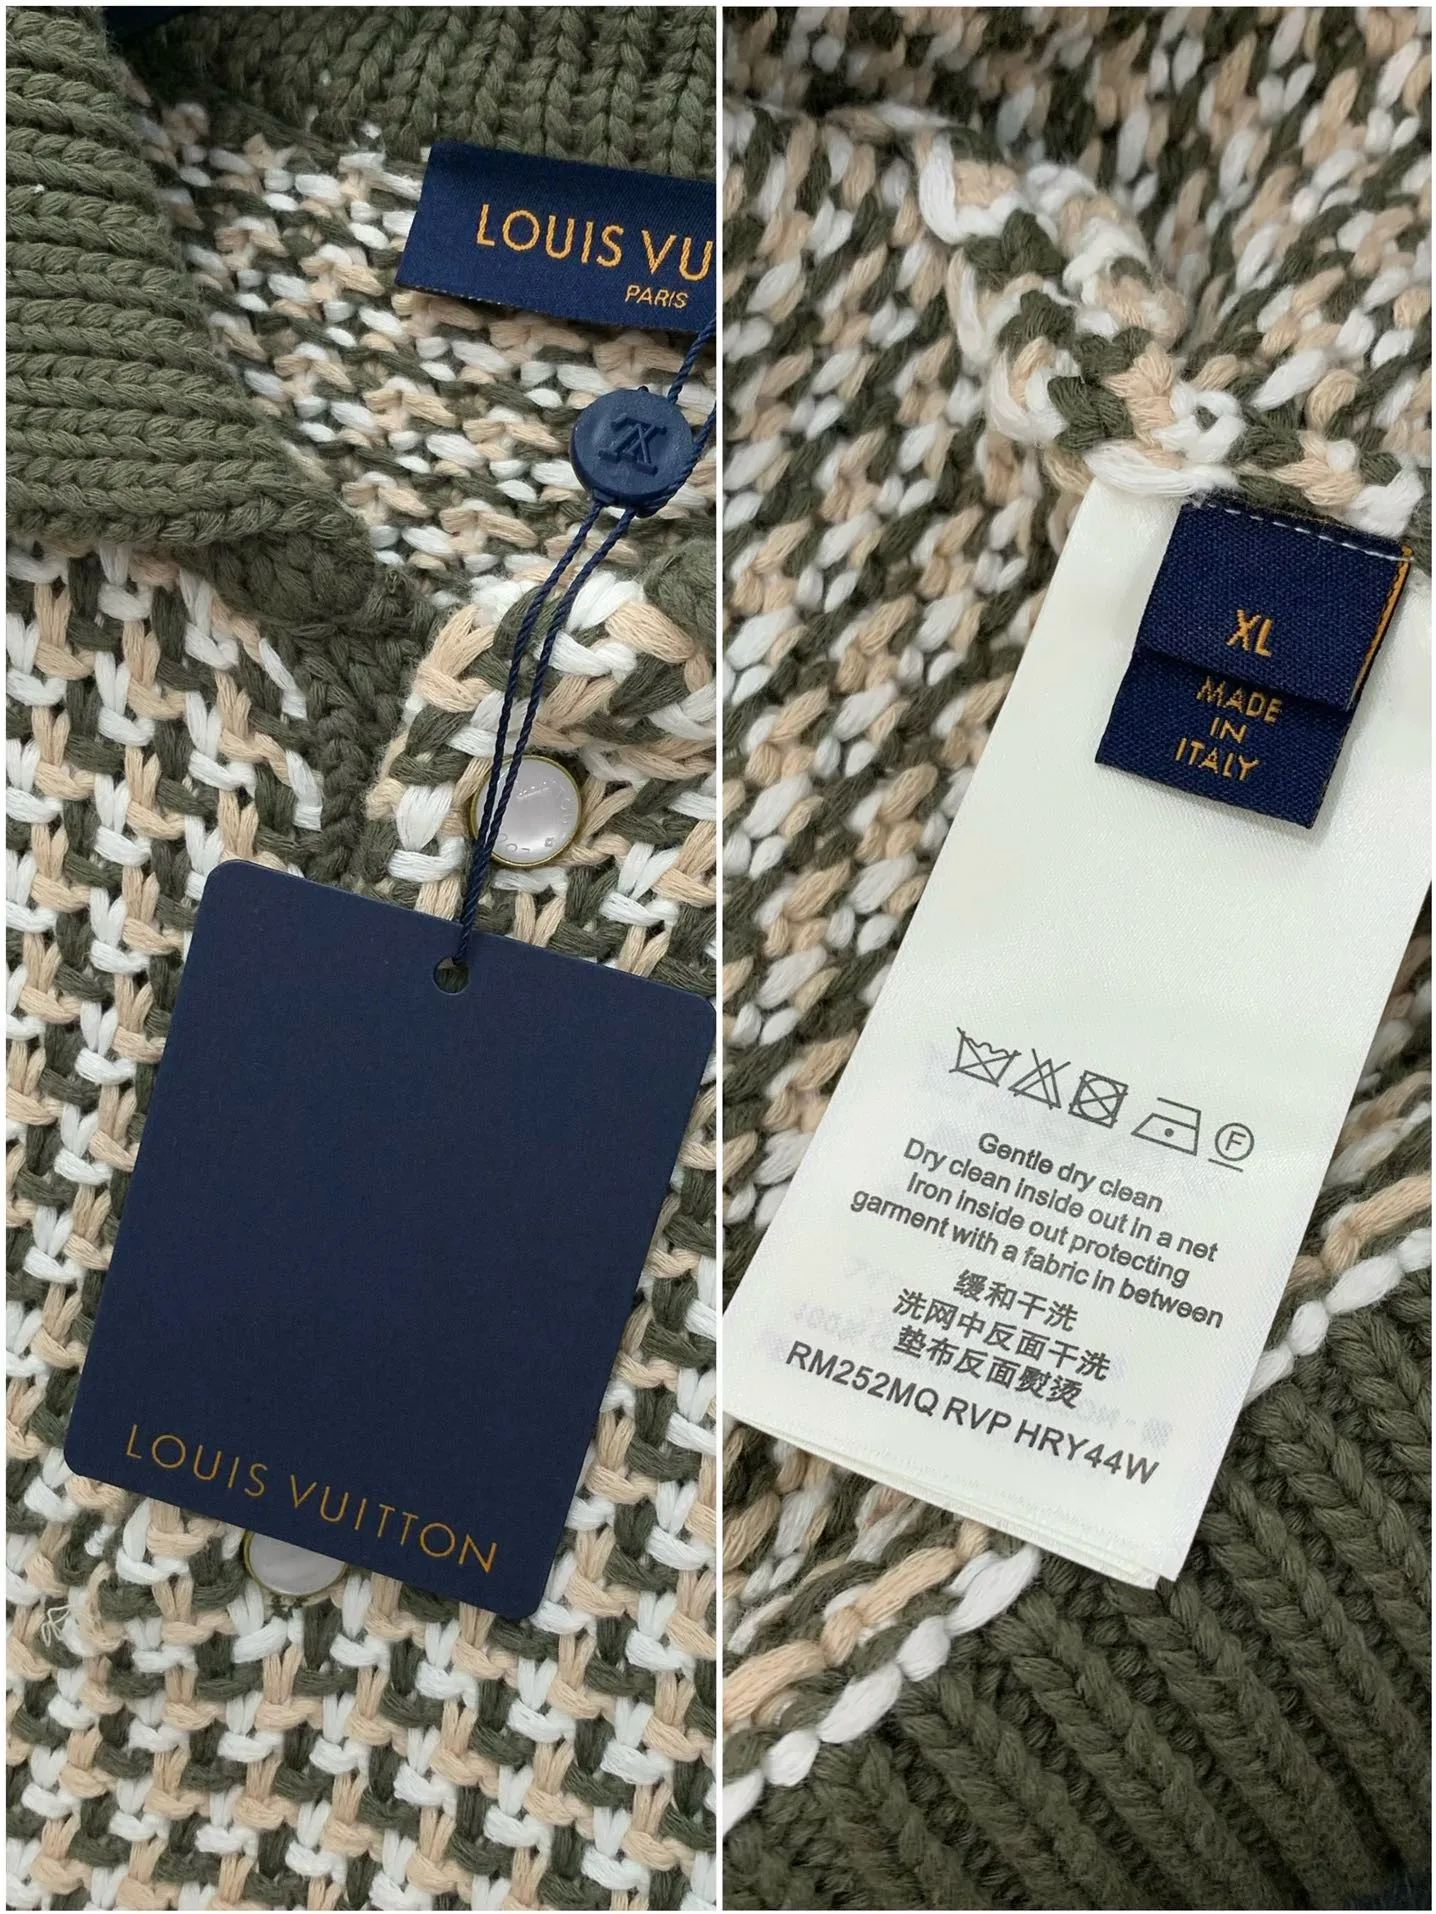 LOUIS VU
PARIS
LOUIS VUITTON
XL
MADE
IN
ITALY
F
Gentle dry clean
Dry clean inside out in a net
Iron inside out protecting
garment with a fabric in between
缓和干洗
洗网中反面干洗
垫布反面熨烫
RM252MQ RVP HRY44W